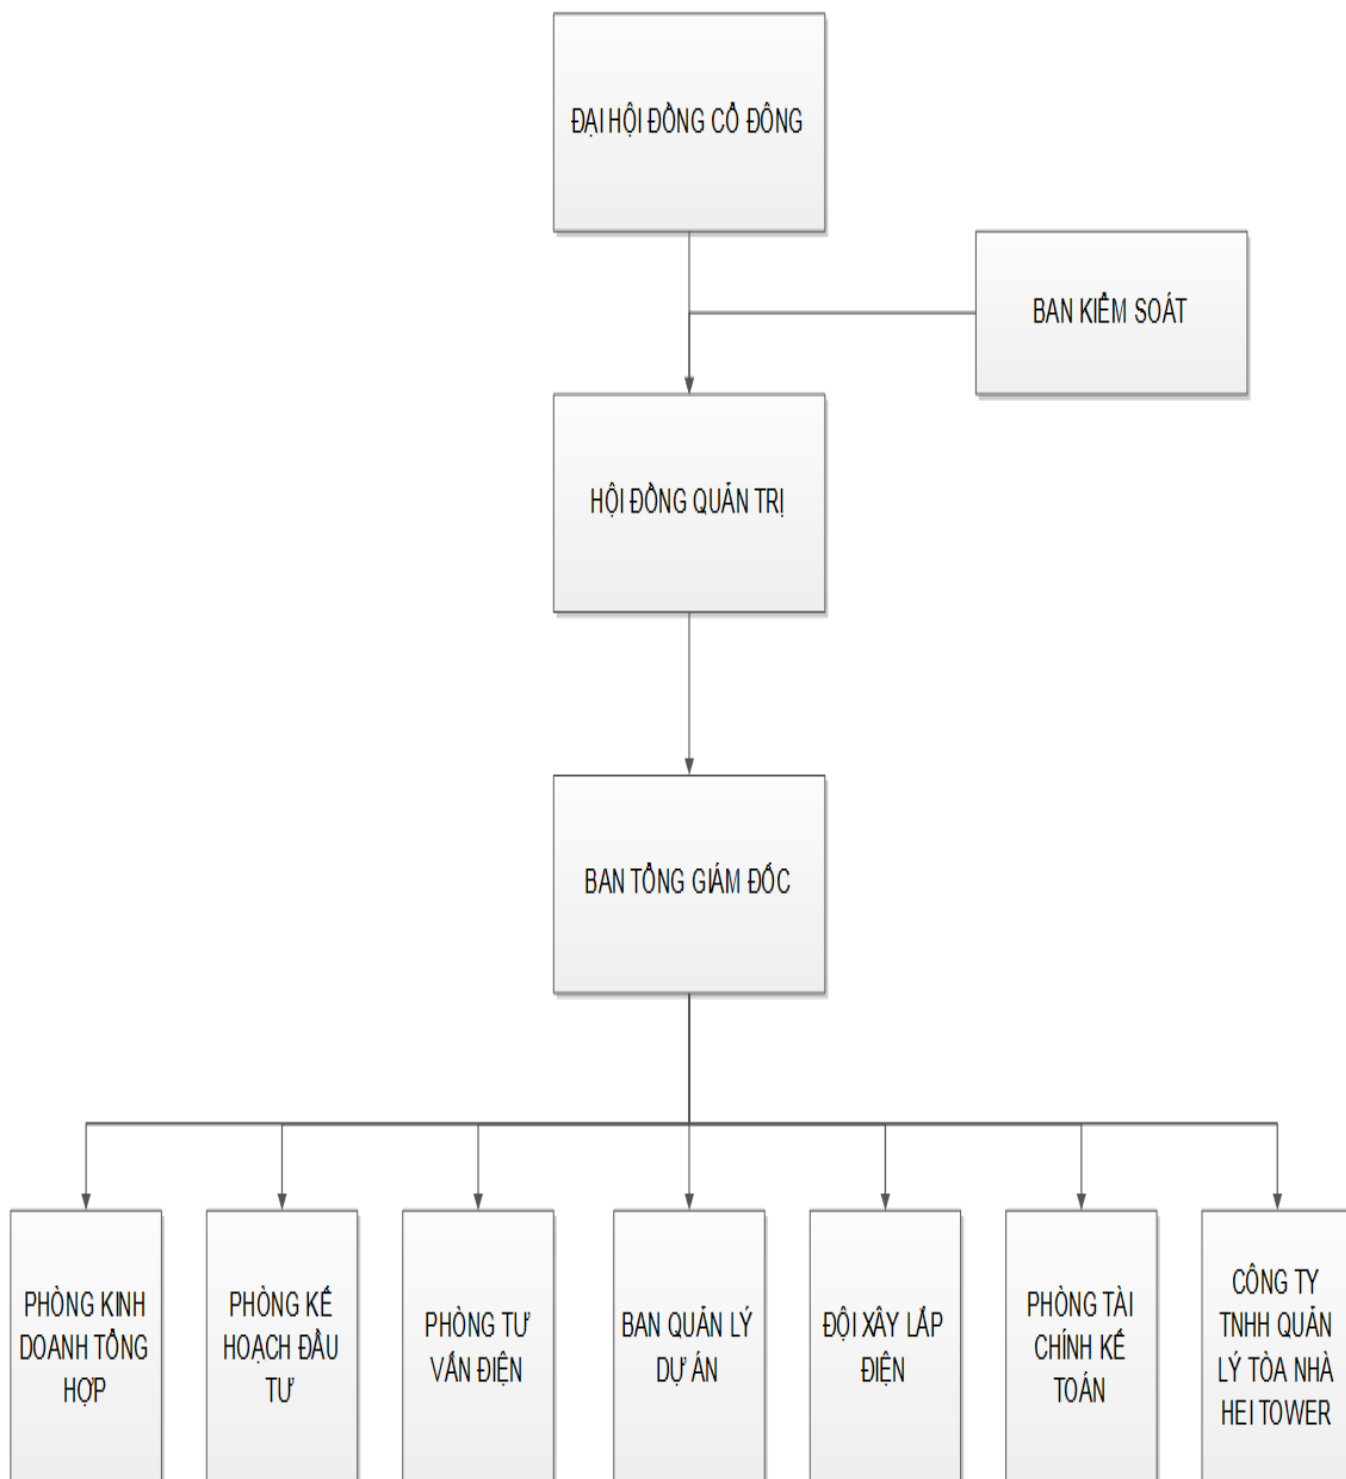 ĐẠI HỘI ĐỒNG CỔ ĐÔNG
BAN KIỂM SOÁT
HỘI ĐỒNG QUẢN TRỊ
BAN TỔNG GIÁM ĐỐC
PHÒNG KINH
DOANH TỔNG
HỢP
PHÒNG KẾ
HOẠCH ĐẦU
TƯ
PHÒNG TƯ
VẤN ĐIỆN
BAN QUẢN LÝ
DỰ ÁN
ĐỘI XÂY LẮP
ĐIỆN
PHÒNG TÀI
CHÍNH KẾ
TOÁN
CÔNG TY
TNHH QUẢN
LÝ TÒA NHÀ
HEI TOWER